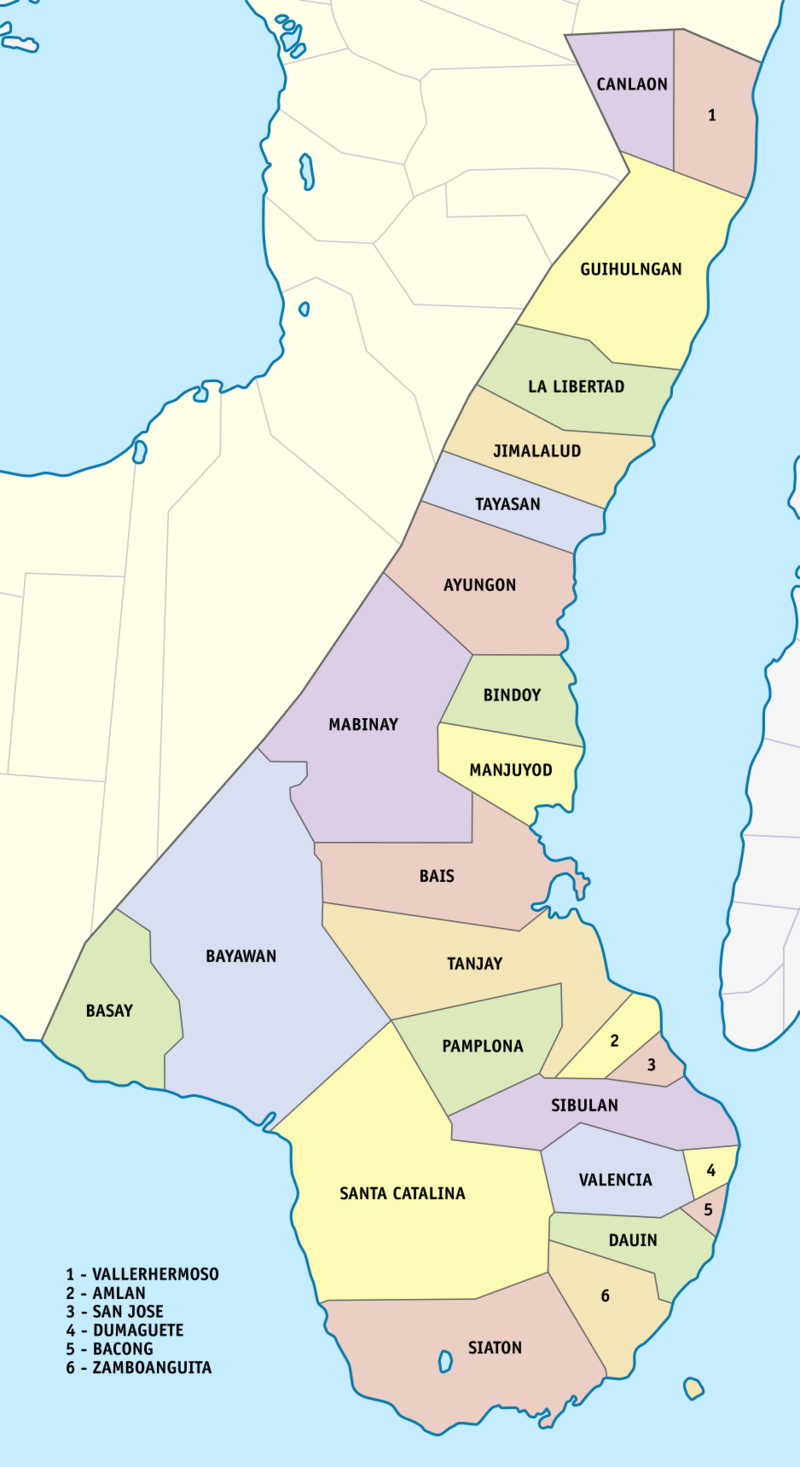 CANLAON
1
GUIHULNGAN
LA LIBERTAD
JIMALALUD
TAYASAN
AYUNGON
BINDOY
MABINAY
MANJUYOD
BAIS
BAYAWAN
TANJAY
BASAY
2
PAMPLONA
3
SIBULAN
4
VALENCIA
SANTA CATALINA
5
DAUIN
6
SIATON
1 - VALLERHERMOSO
2 - AMLAN
3 - SAN JOSE
4 - DUMAGUETE
5 - BACONG
6 - ZAMBOANGUITA